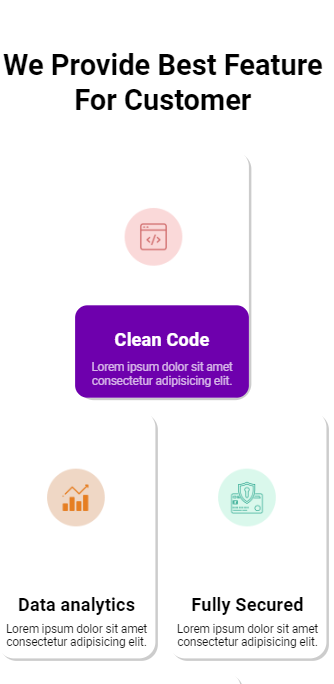 We Provide Best Feature
For Customer
Clean Code
Lorem ipsum dolor sit amet
consectetur adipisicing elit.
Data analytics
Lorem ipsum dolor sit amet
consectetur adipisicing elit.
Fully Secured
Lorem ipsum dolor sit amet
consectetur adipisicing elit.